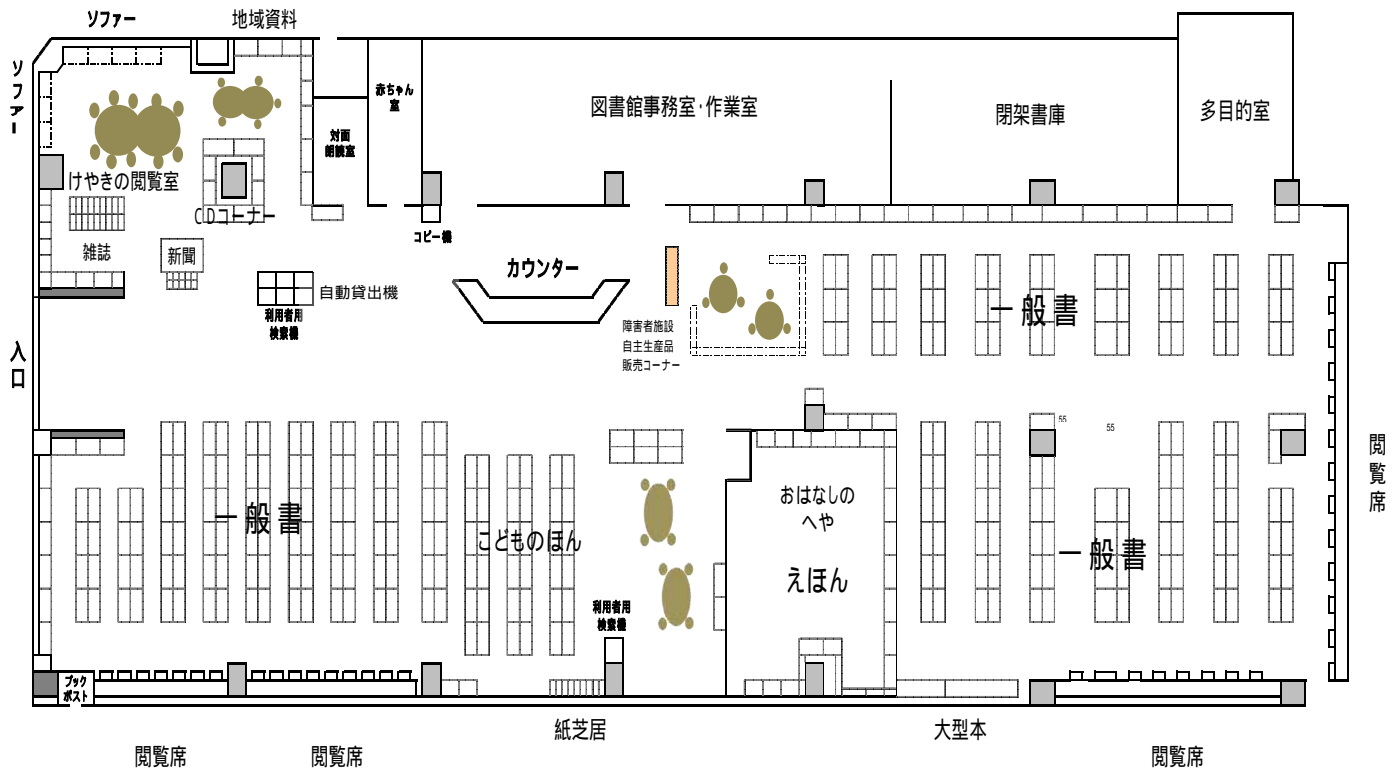 ソファー
地域資料
ソファー
赤ちゃん
室
図書館事務室・作業室
閉架書庫
多目的室
対面
朗読室
けやきの閲覧室
CDコーナー
コピー機
雑誌
新聞
カウンター
自動貸出機
利用者用
検索機
一般書
障害者施設
自主生産品
販売コーナー
入口
55
55
閲覧席
一般書
こどものほん
おはなしの
へや
えほん
一般書
利用者用
検索機
ブック
ポスト
紙芝居
大型本
閲覧席
閲覧席
閲覧席